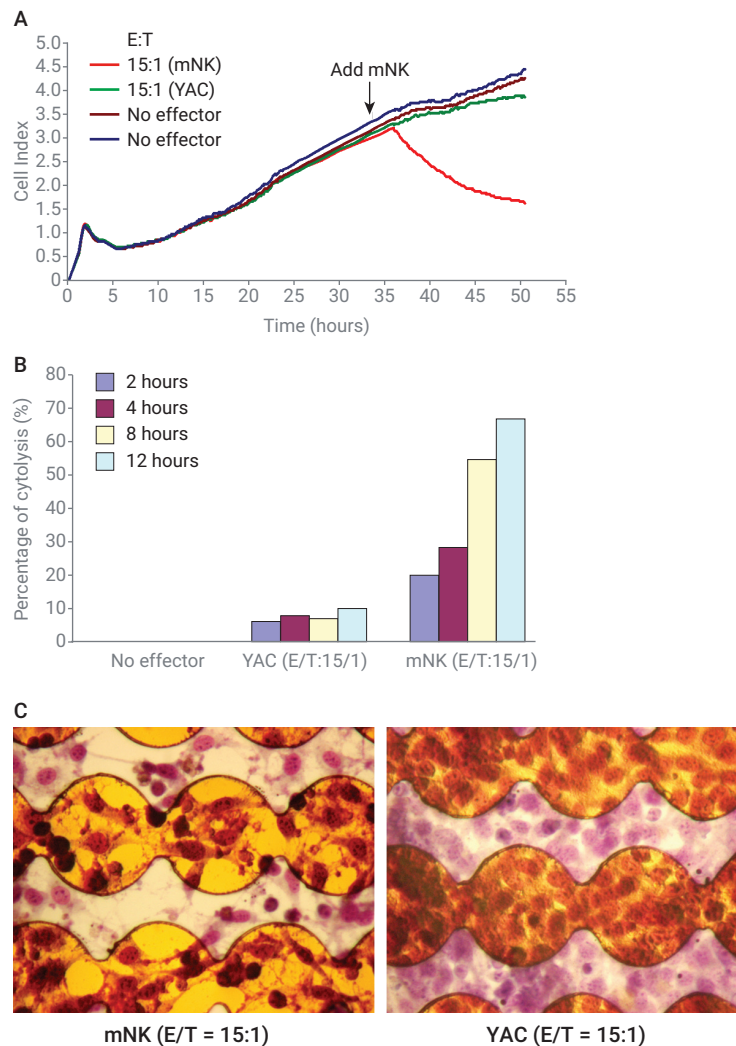 A
E:T
15:1 (mNK)
15:1 (YAC)
No effector
No effector
Add mNK
Cell Index
5.0
4.5
4.0
3.5
3.0
2.5
2.0
1.5
1.0
0.5
0
0 5 10 15 20 25 30 35 40 45 50 55
Time (hours)
B
2 hours
4 hours
8 hours
12 hours
Percentage of cytolysis (%)
80
70
60
50
40
30
20
10
0
No effector YAC (E/T:15/1) mNK (E/T:15/1)
C
mNK (E/T = 15:1) YAC (E/T = 15:1)